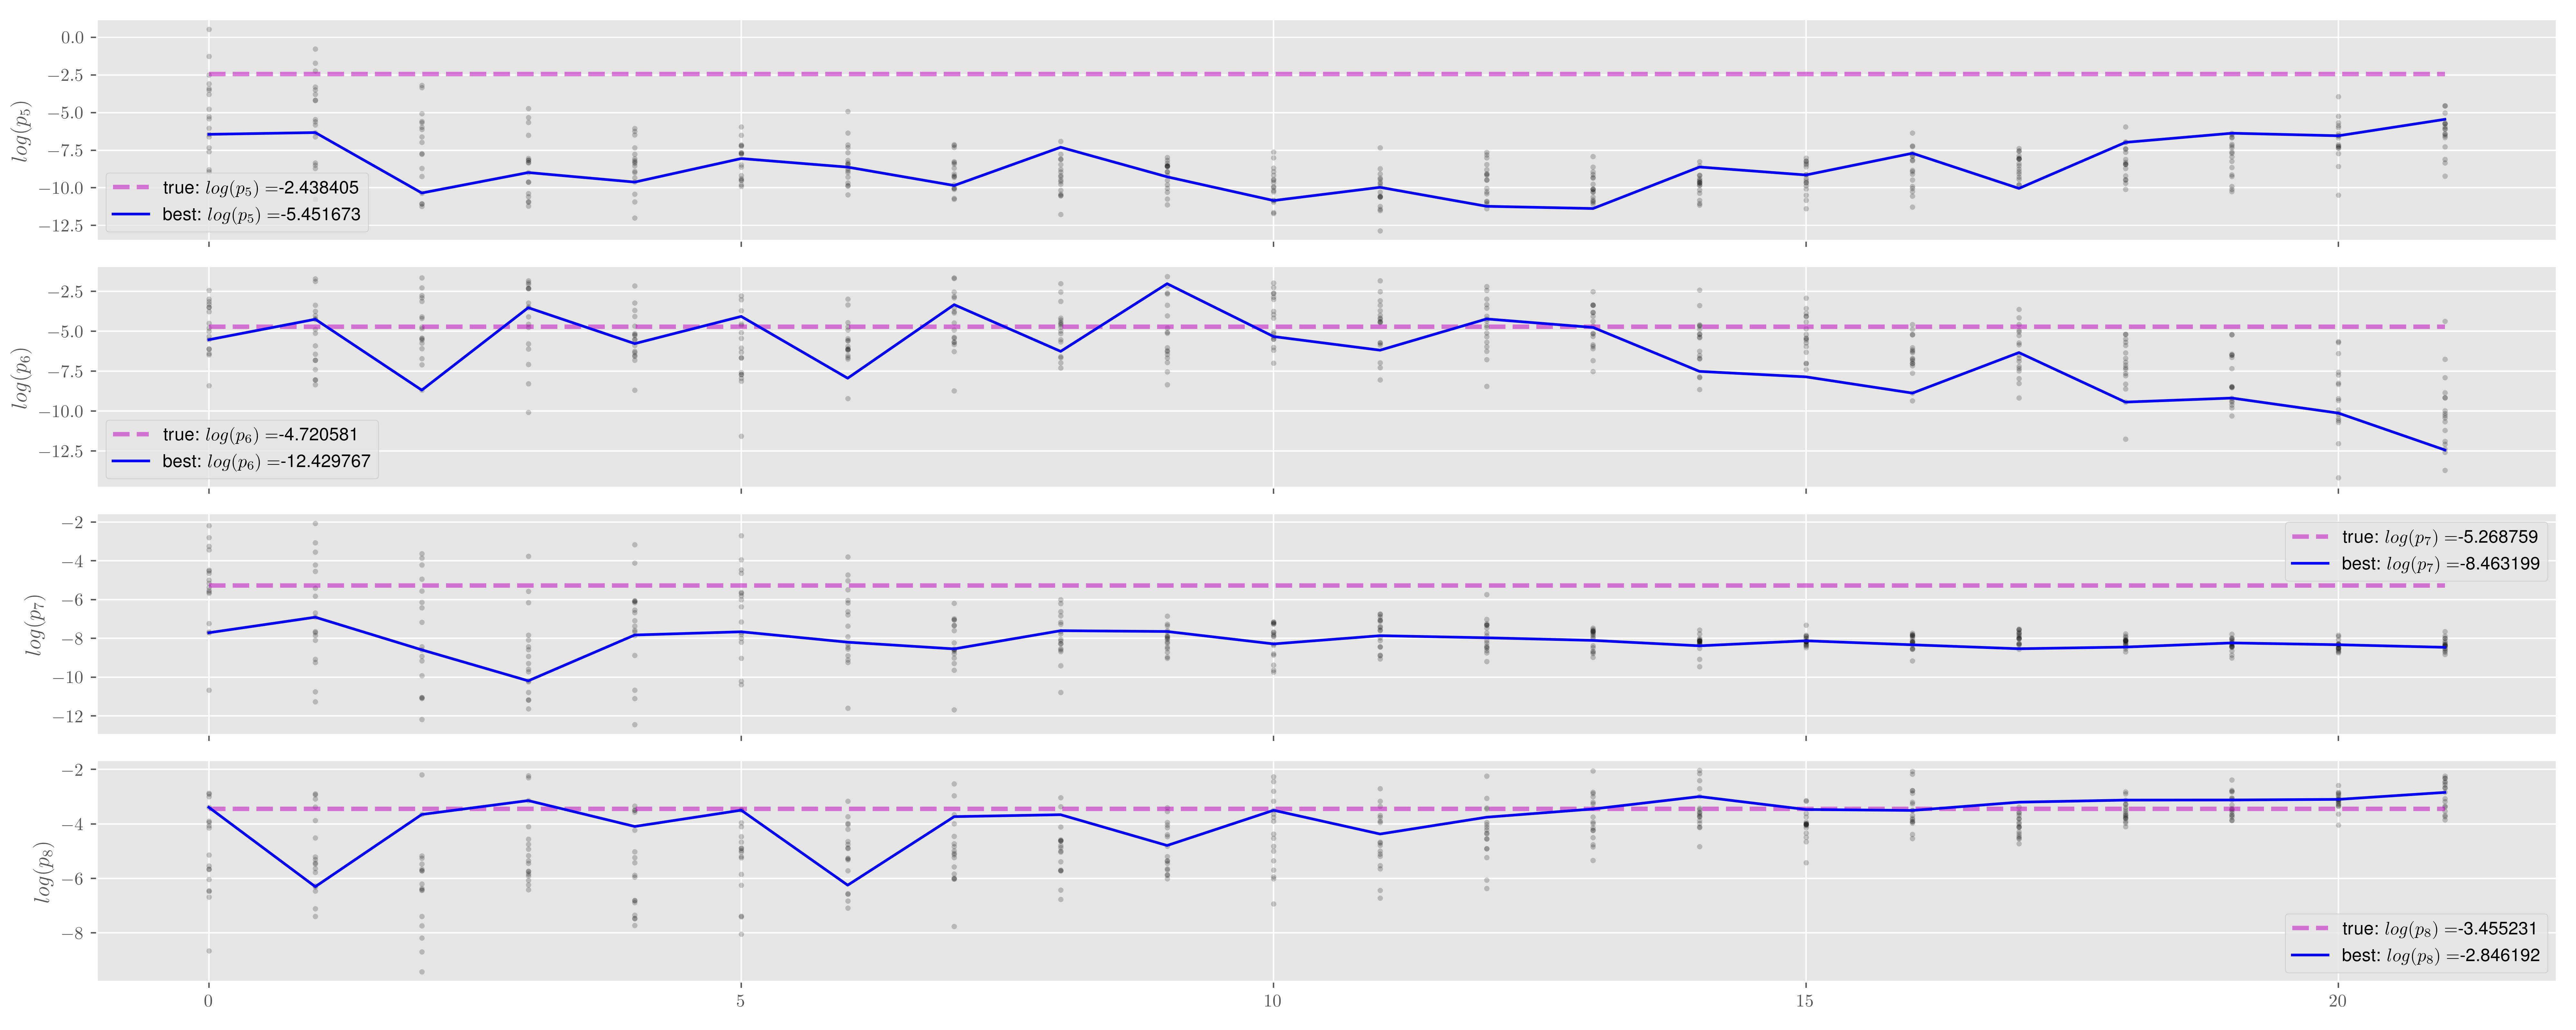 0.0
−2.5
−5.0
−7.5
−10.0
−12.5
log(p5)
true: log(p5) =-2.438405
best: log(p5) =-5.451673
−2.5
−5.0
−7.5
−10.0
−12.5
log(p6)
true: log(p6) =-4.720581
best: log(p6) =-12.429767
−2
−4
−6
−8
−10
−12
log(p7)
true: log(p7) =-5.268759
best: log(p7) =-8.463199
−2
−4
−6
−8
log(p8)
true: log(p8) =-3.455231
best: log(p8) =-2.846192
0 5 10 15 20